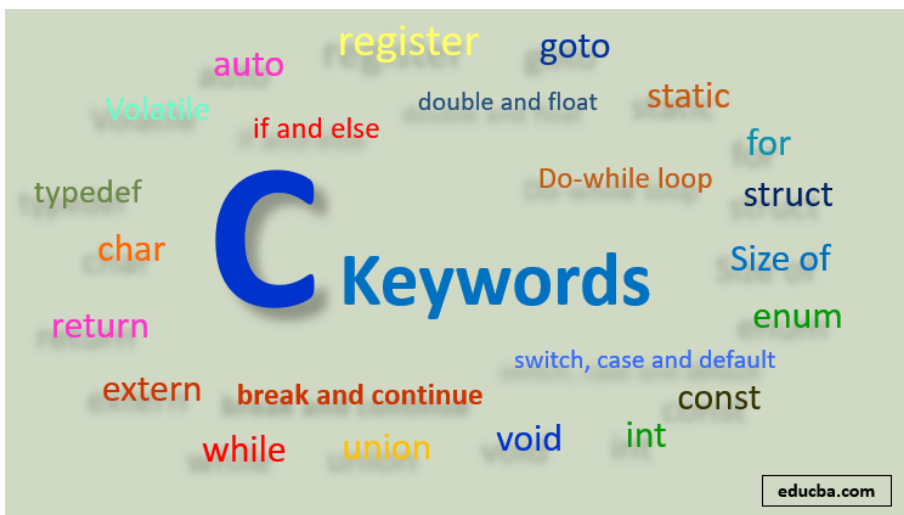 register
goto
auto
static
double and float
Volatile
if and else
for
Do-while loop
typedef
struct
char
C Keywords
Size of
return
enum
switch, case and default
extern
break and continue
const
while
union
void
int
educba.com